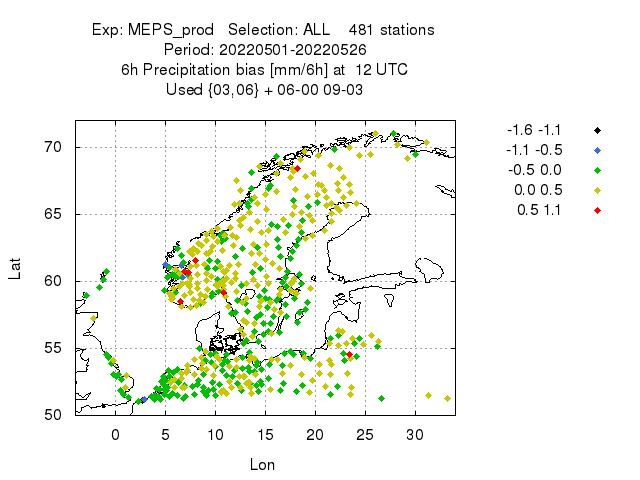 Exp: MEPS_prod Selection: ALL 481 stations
Period: 20220501-20220526
6h Precipitation bias [mm/6h] at 12 UTC
Used {03,06} + 06-00 09-03
-1.6 -1.1
-1.1 -0.5
-0.5 0.0
0.0 0.5
0.5 1.1
70
65
60
55
50
Lat
0 5 10 15 20 25 30
Lon